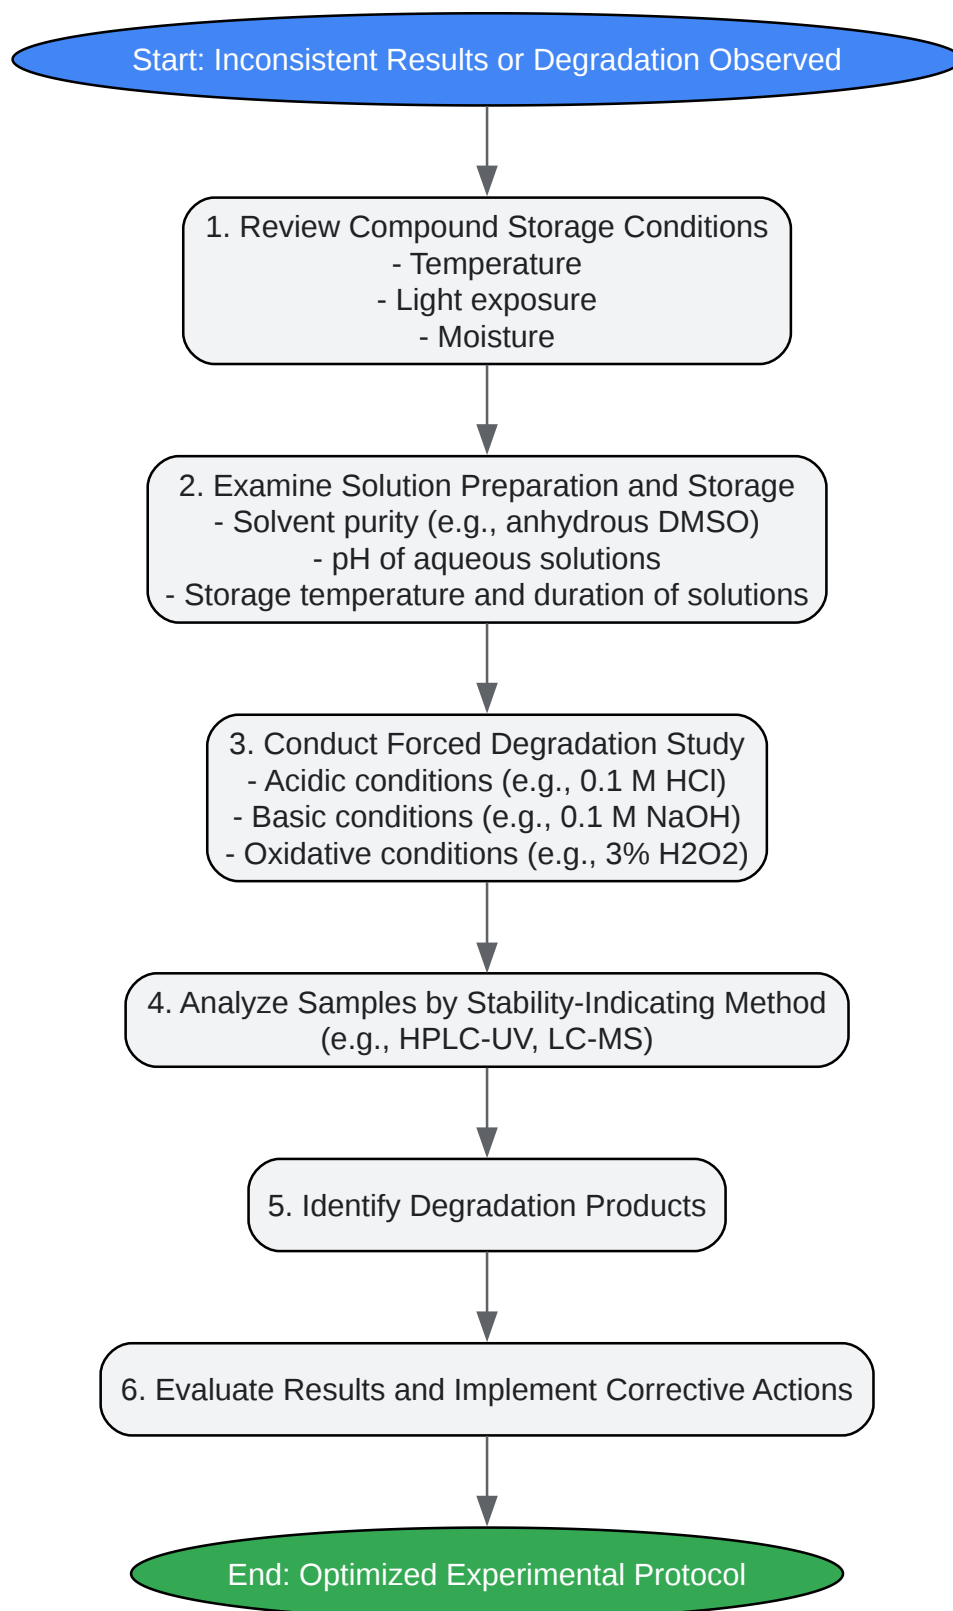 Start: Inconsistent Results or Degradation Observed
1. Review Compound Storage Conditions
- Temperature
- Light exposure
- Moisture
2. Examine Solution Preparation and Storage
- Solvent purity (e.g., anhydrous DMSO)
- pH of aqueous solutions
- Storage temperature and duration of solutions
3. Conduct Forced Degradation Study
- Acidic conditions (e.g., 0.1 M HCl)
- Basic conditions (e.g., 0.1 M NaOH)
- Oxidative conditions (e.g., 3% H2O2)
4. Analyze Samples by Stability-Indicating Method
(e.g., HPLC-UV, LC-MS)
5. Identify Degradation Products
6. Evaluate Results and Implement Corrective Actions
End: Optimized Experimental Protocol